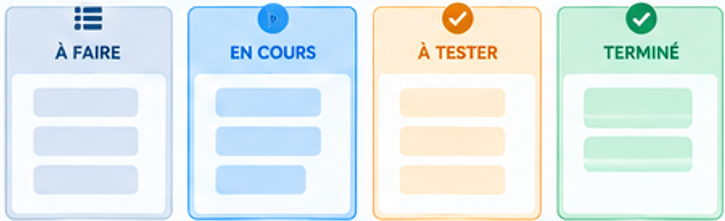 À FAIRE
EN COURS
À TESTER
TERMINÉ